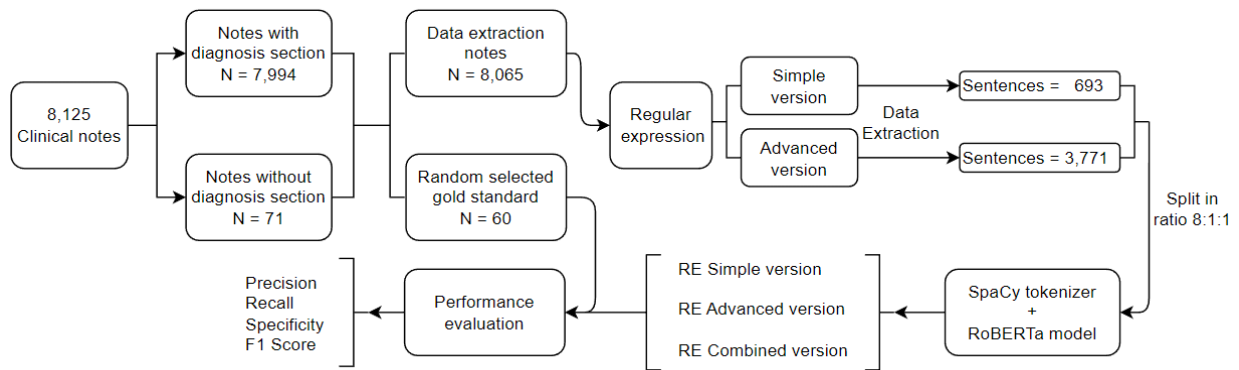 8,125
Clinical notes
Notes with
diagnosis section
N = 7,994
Notes without
diagnosis section
N = 71
Data extraction
notes
N = 8,065
Random selected
gold standard
N = 60
Regular
expression
Simple
version
Advanced
version
Data
Extraction
Sentences = 693
Sentences = 3,771
Split in
ratio 8:1:1
SpaCy tokenizer
+
RoBERTa model
RE Simple version
RE Advanced version
RE Combined version
Performance
evaluation
Precision
Recall
Specificity
F1 Score